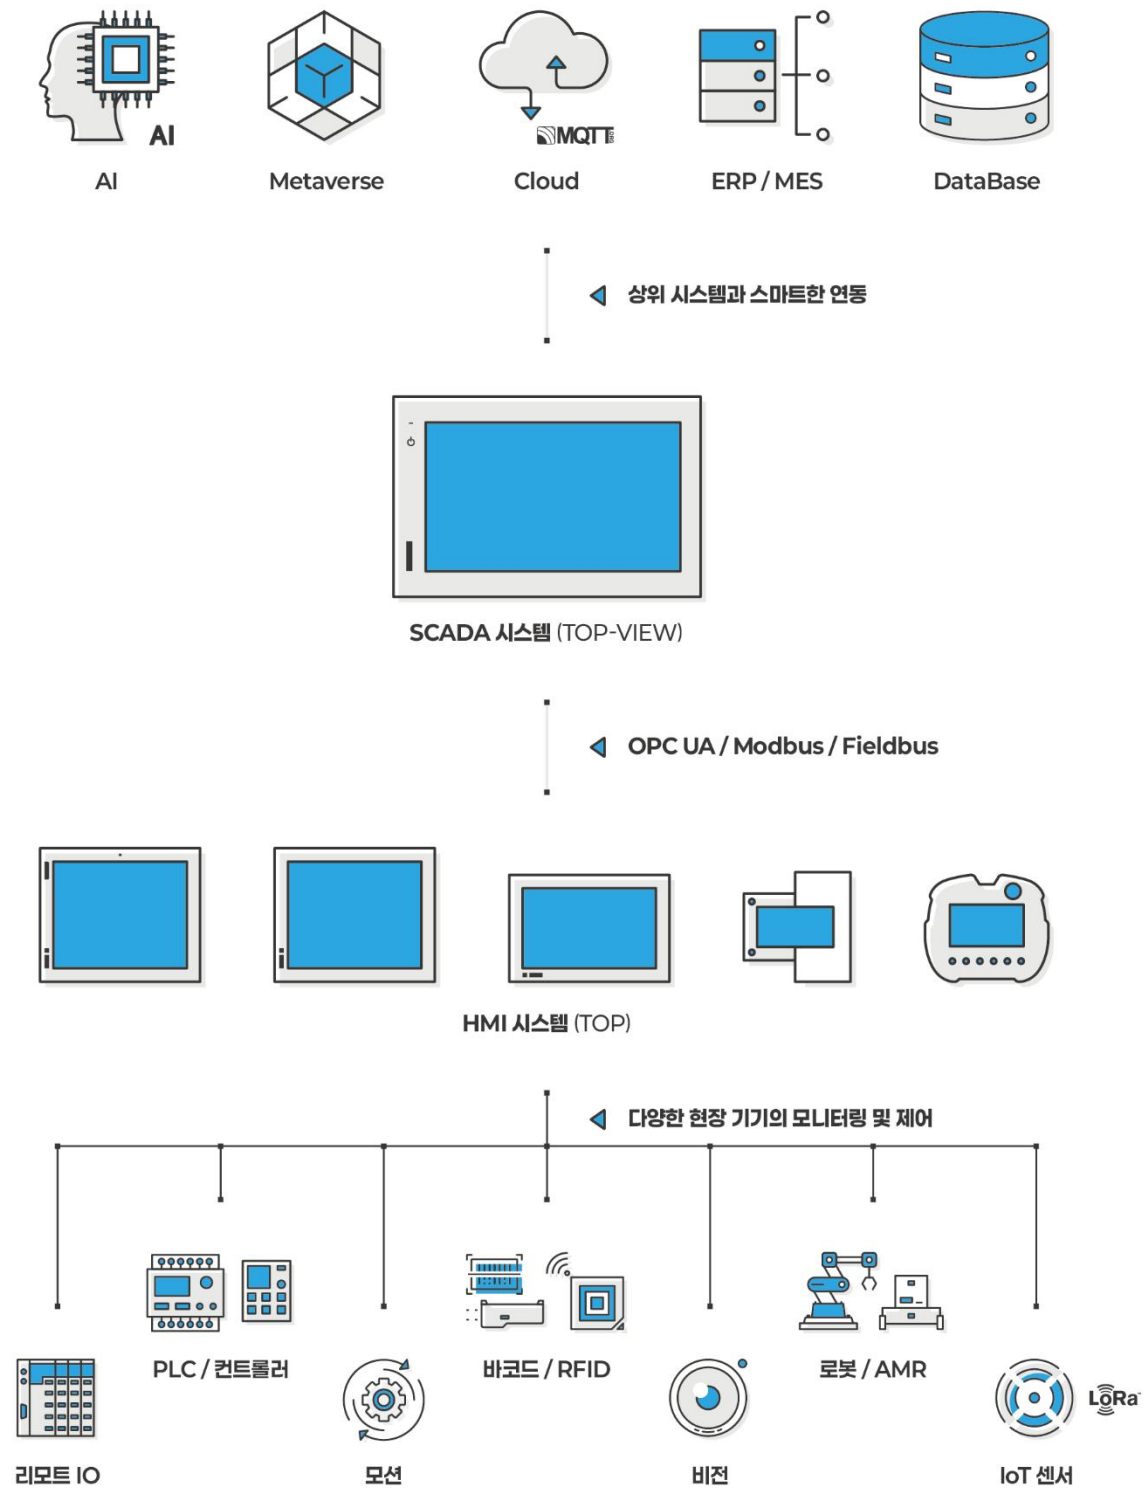 AI
MQTT
AI
Metaverse
Cloud
ERP / MES
DataBase
상위 시스템과 스마트한 연동
SCADA 시스템 (TOP-VIEW)
OPC UA / Modbus / Fieldbus
HMI 시스템 (TOP)
다양한 현장 기기의 모니터링 및 제어
PLC / 컨트롤러
바코드 / RFID
로봇 / AMR
LoRa
리모트 IO
모션
비전
IoT 센서